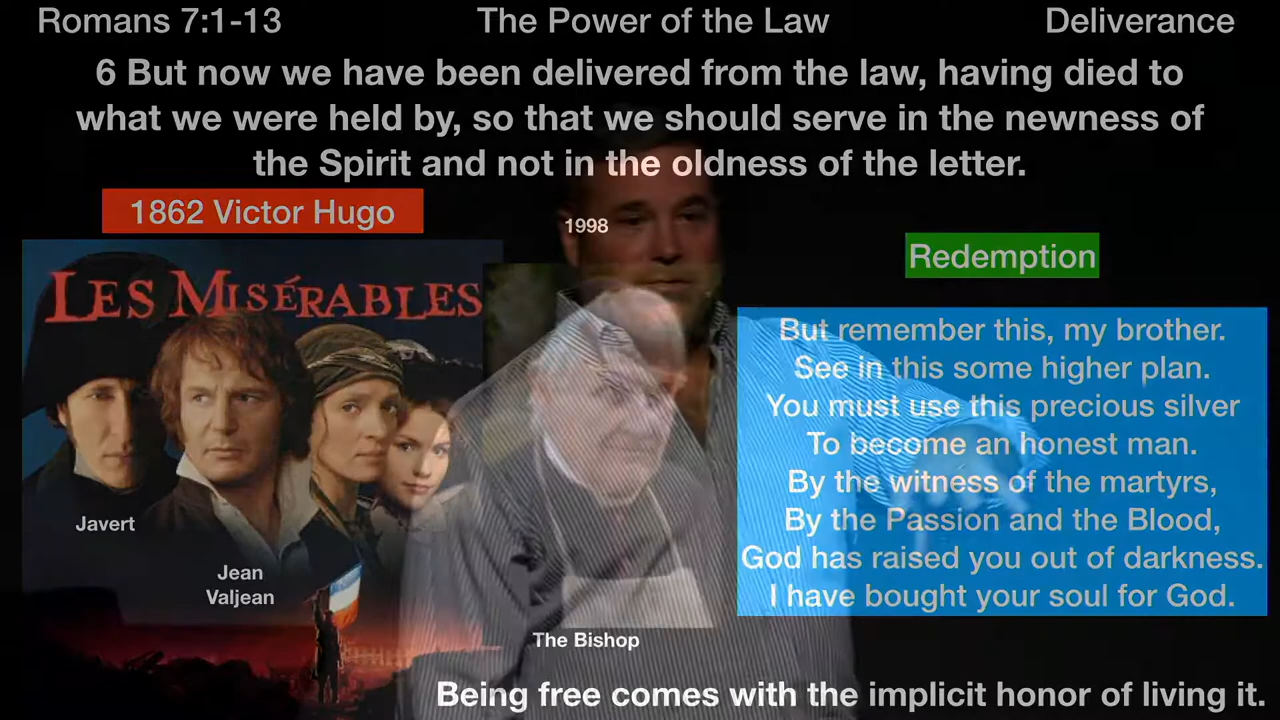 Romans 7:1-13
The Power of the Law
Deliverance
6 But now we have been delivered from the law, having died to
what we were held by, so that we should serve in the newness of
the Spirit and not in the oldness of the letter.
1862 Victor Hugo
1998
Redemption
LES MISÉRABLES
But remember this, my brother.
See in this some higher plan.
You must use this precious silver
To become an honest man.
By the witness of the martyrs,
By the Passion and the Blood,
God has raised you out of darkness.
I have bought your soul for God.
Javert
Jean
Valjean
The Bishop
Being free comes with the implicit honor of living it.